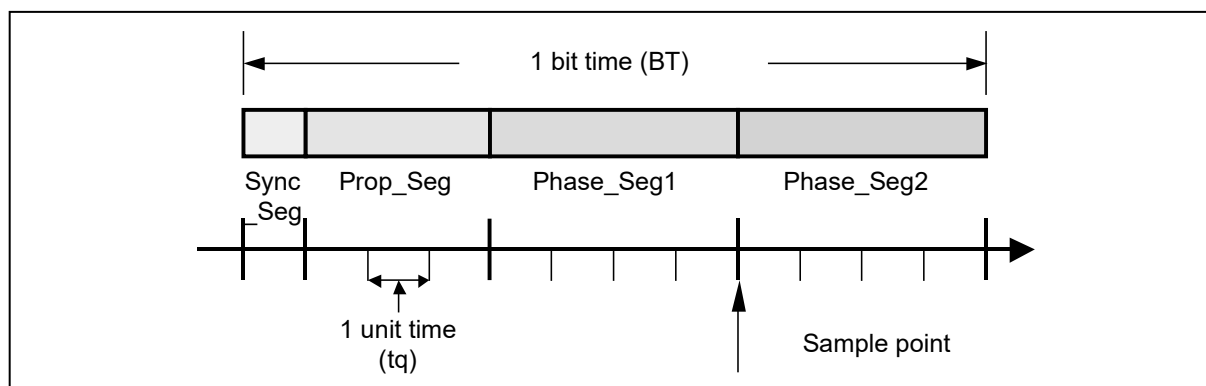 1 bit time (BT)
Sync
_Seg
Prop_Seg
Phase_Seg1
Phase_Seg2
1 unit time
(tq)
Sample point